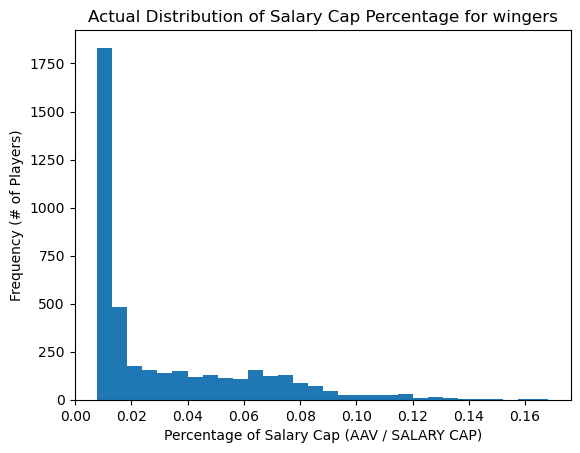 Actual Distribution of Salary Cap Percentage for wingers
Frequency (# of Players)
1750
1500
1250
1000
750
500
250
0
0.00 0.02 0.04 0.06 0.08 0.10 0.12 0.14 0.16
Percentage of Salary Cap (AAV / SALARY CAP)